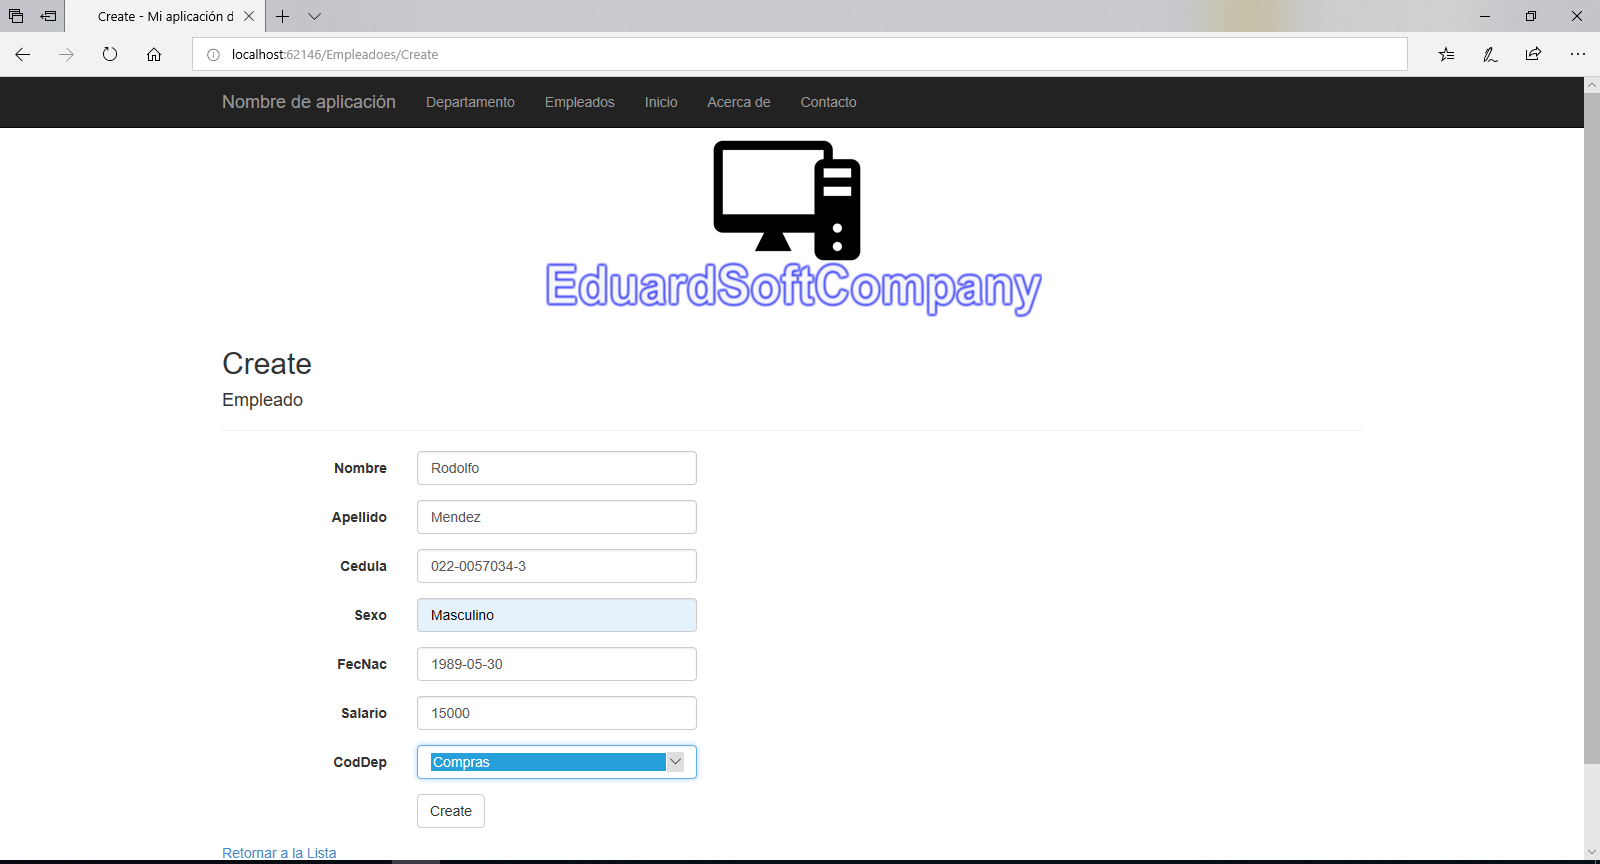 Create - Mi aplicación d
localhost:62146/Empleadoes/Create
Nombre de aplicación Departamento Empleados Inicio Acerca de Contacto
EduardSoftCompany
Create
Empleado
Nombre Rodolfo
Apellido Mendez
Cedula 022-0057034-3
Sexo Masculino
FecNac 1989-05-30
Salario 15000
CodDep Compras
Create
Retornar a la Lista